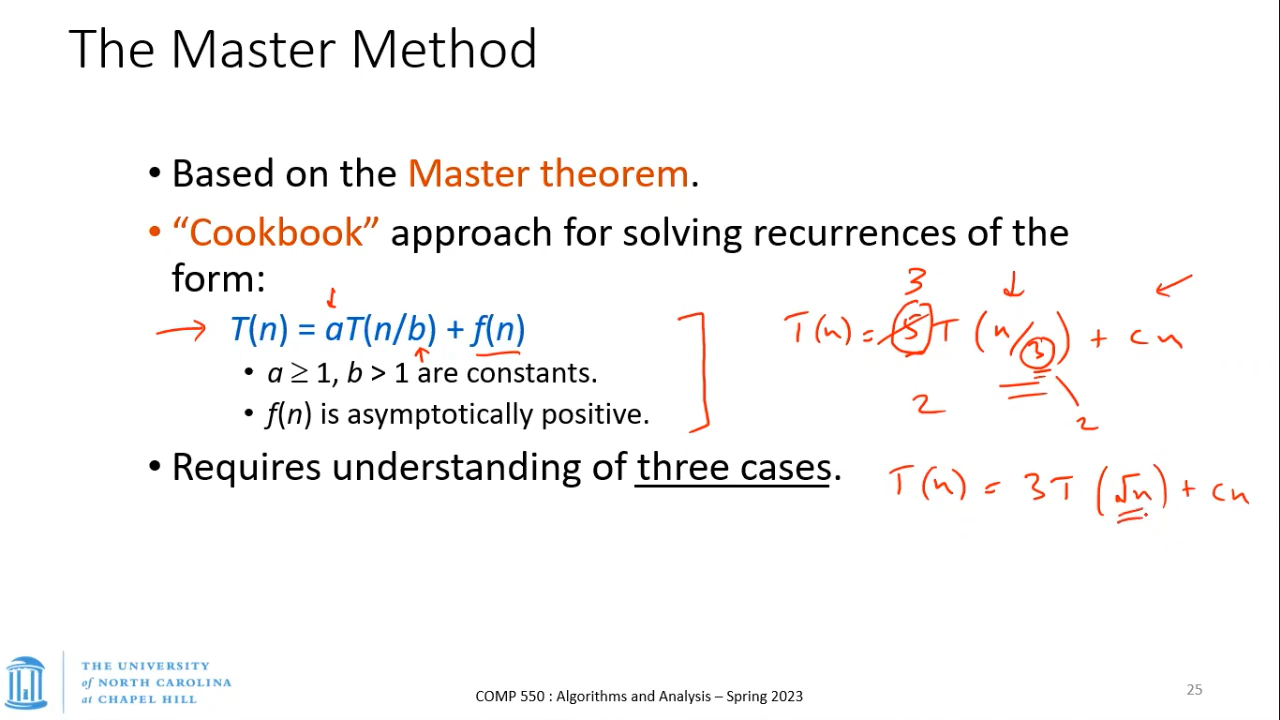 The Master Method
• Based on the Master theorem.
• “Cookbook” approach for solving recurrences of the
form:
T(n) = aT(n/b) + f(n)
• a ≥ 1, b > 1 are constants.
• f(n) is asymptotically positive.
• Requires understanding of three cases.
3
T(n) = 5T(n/3) + cn
2
2
T(n) = 3T(√n) + cn
THE UNIVERSITY
of NORTH CAROLINA
at CHAPEL HILL
COMP 550 : Algorithms and Analysis – Spring 2023
25